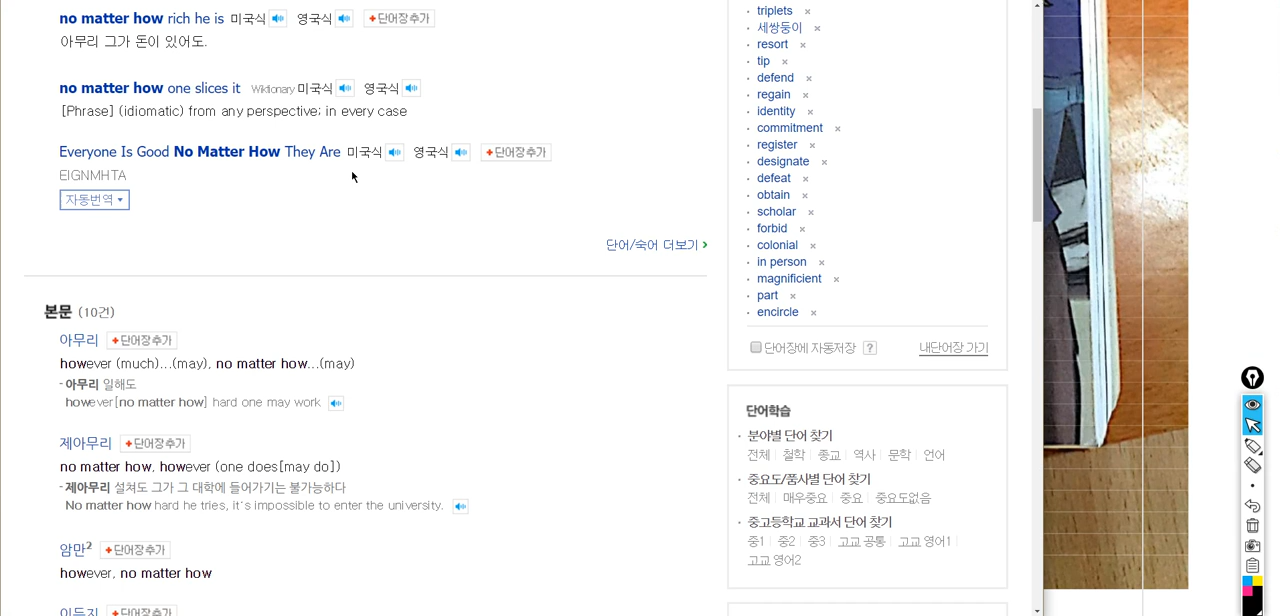 no matter how rich he is 미국식 영국식 +단어장추가
아무리 그가 돈이 있어도.
no matter how one slices it Wiktionary 미국식 영국식
[Phrase] (idiomatic) from any perspective; in every case
Everyone Is Good No Matter How They Are 미국식 영국식 +단어장추가
EIGNMHTA
자동번역
단어/숙어 더보기
본문 (10건)
아무리 +단어장추가
however (much)...(may), no matter how...(may)
- 아무리 일해도
however[no matter how] hard one may work
제아무리 +단어장추가
no matter how, however (one does[may do])
- 제아무리 설쳐도 그가 그 대학에 들어가기는 불가능하다
No matter how hard he tries, it's impossible to enter the university.
암만2 +단어장추가
however, no matter how
이듣지 +단어장추가
· triplets ×
· 세쌍둥이 ×
· resort ×
· tip ×
· defend ×
· regain ×
· identity ×
· commitment ×
· register ×
· designate ×
· defeat ×
· obtain ×
· scholar ×
· forbid ×
· colonial ×
· in person ×
· magnificient ×
· part ×
· encircle ×
단어장에 자동저장 ? 내단어장 가기
단어학습
· 분야별 단어 찾기
전체 철학 종교 역사 문학 언어
· 중요도/품사별 단어 찾기
전체 매우중요 중요 중요도없음
· 중고등학교 교과서 단어 찾기
중1 중2 중3 고교 공통 고교 영어1
고교 영어2